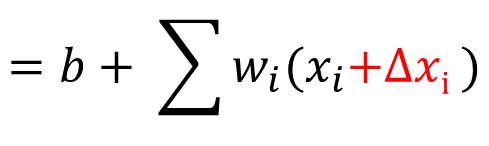 = b + ∑ wᵢ(xᵢ+Δxᵢ )